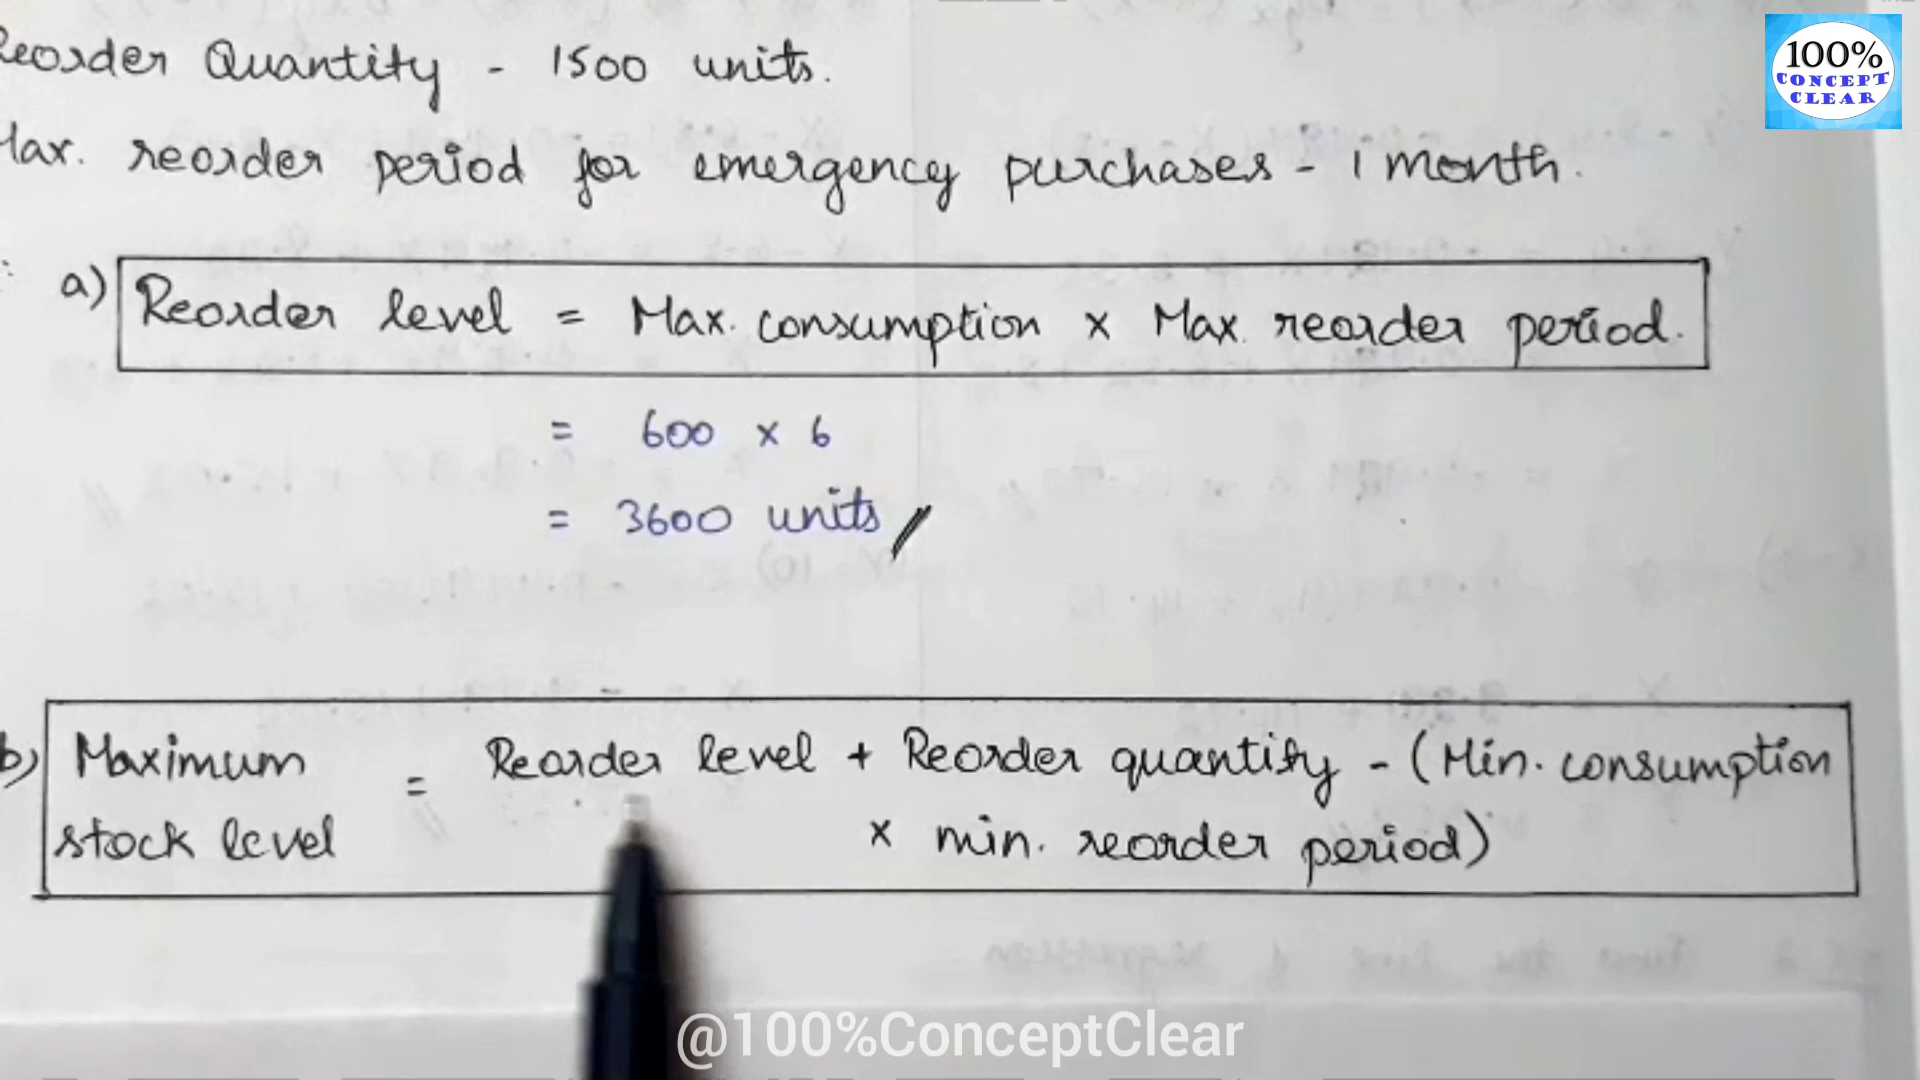 Reorder Quantity - 1500 units.
Max. reorder period for emergency purchases - 1 month.
a) Reorder level = Max. consumption x Max. reorder period.
= 600 x 6
= 3600 units
b) Maximum stock level = Reorder level + Reorder quantity - (Min. consumption
x min. reorder period)
100%
CONCEPT
CLEAR
@100%ConceptClear